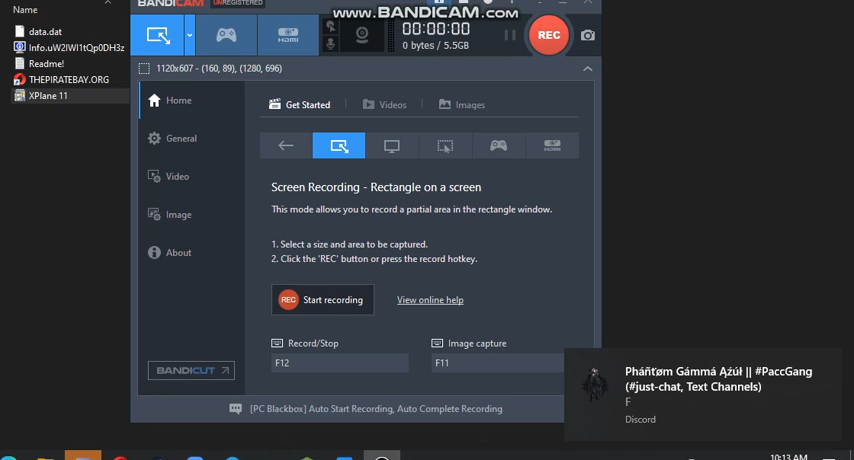 Name
data.dat
Info.uW2IWI1tQp0DH3z
Readme!
THEPIRATEBAY.ORG
XPlane 11
BANDICAM UNREGISTERED
www.BANDICAM.com
HDMI
00:00:00
0 bytes / 5.5GB
REC
1120x607 - (160, 89), (1280, 696)
Home
General
Video
Image
About
BANDICUT
Get Started
Videos
Images
HDMI
Screen Recording - Rectangle on a screen
This mode allows you to record a partial area in the rectangle window.
1. Select a size and area to be captured.
2. Click the 'REC' button or press the record hotkey.
REC Start recording
View online help
Record/Stop
Image capture
F12
F11
[PC Blackbox] Auto Start Recording, Auto Complete Recording
Pháñťøm Gámmá Ąźúł || #PaccGang
(#just-chat, Text Channels)
F
Discord
10:13 AM